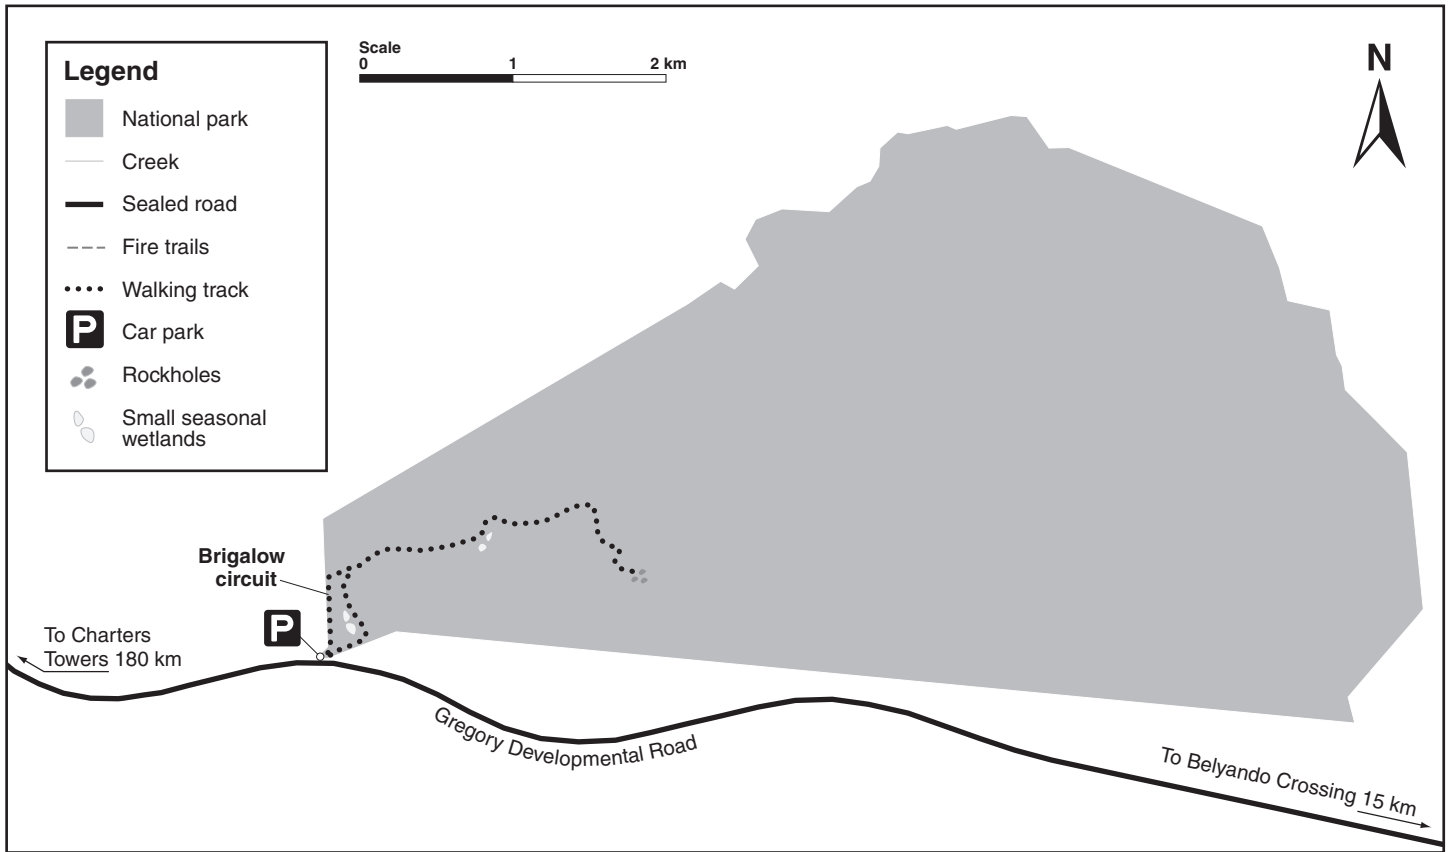 Legend
National park
Creek
Sealed road
Fire trails
Walking track
P
Car park
Rockholes
Small seasonal
wetlands
Scale
0 1 2 km
N
Brigalow
circuit
P
To Charters
Towers 180 km
Gregory Developmental Road
To Belyando Crossing 15 km